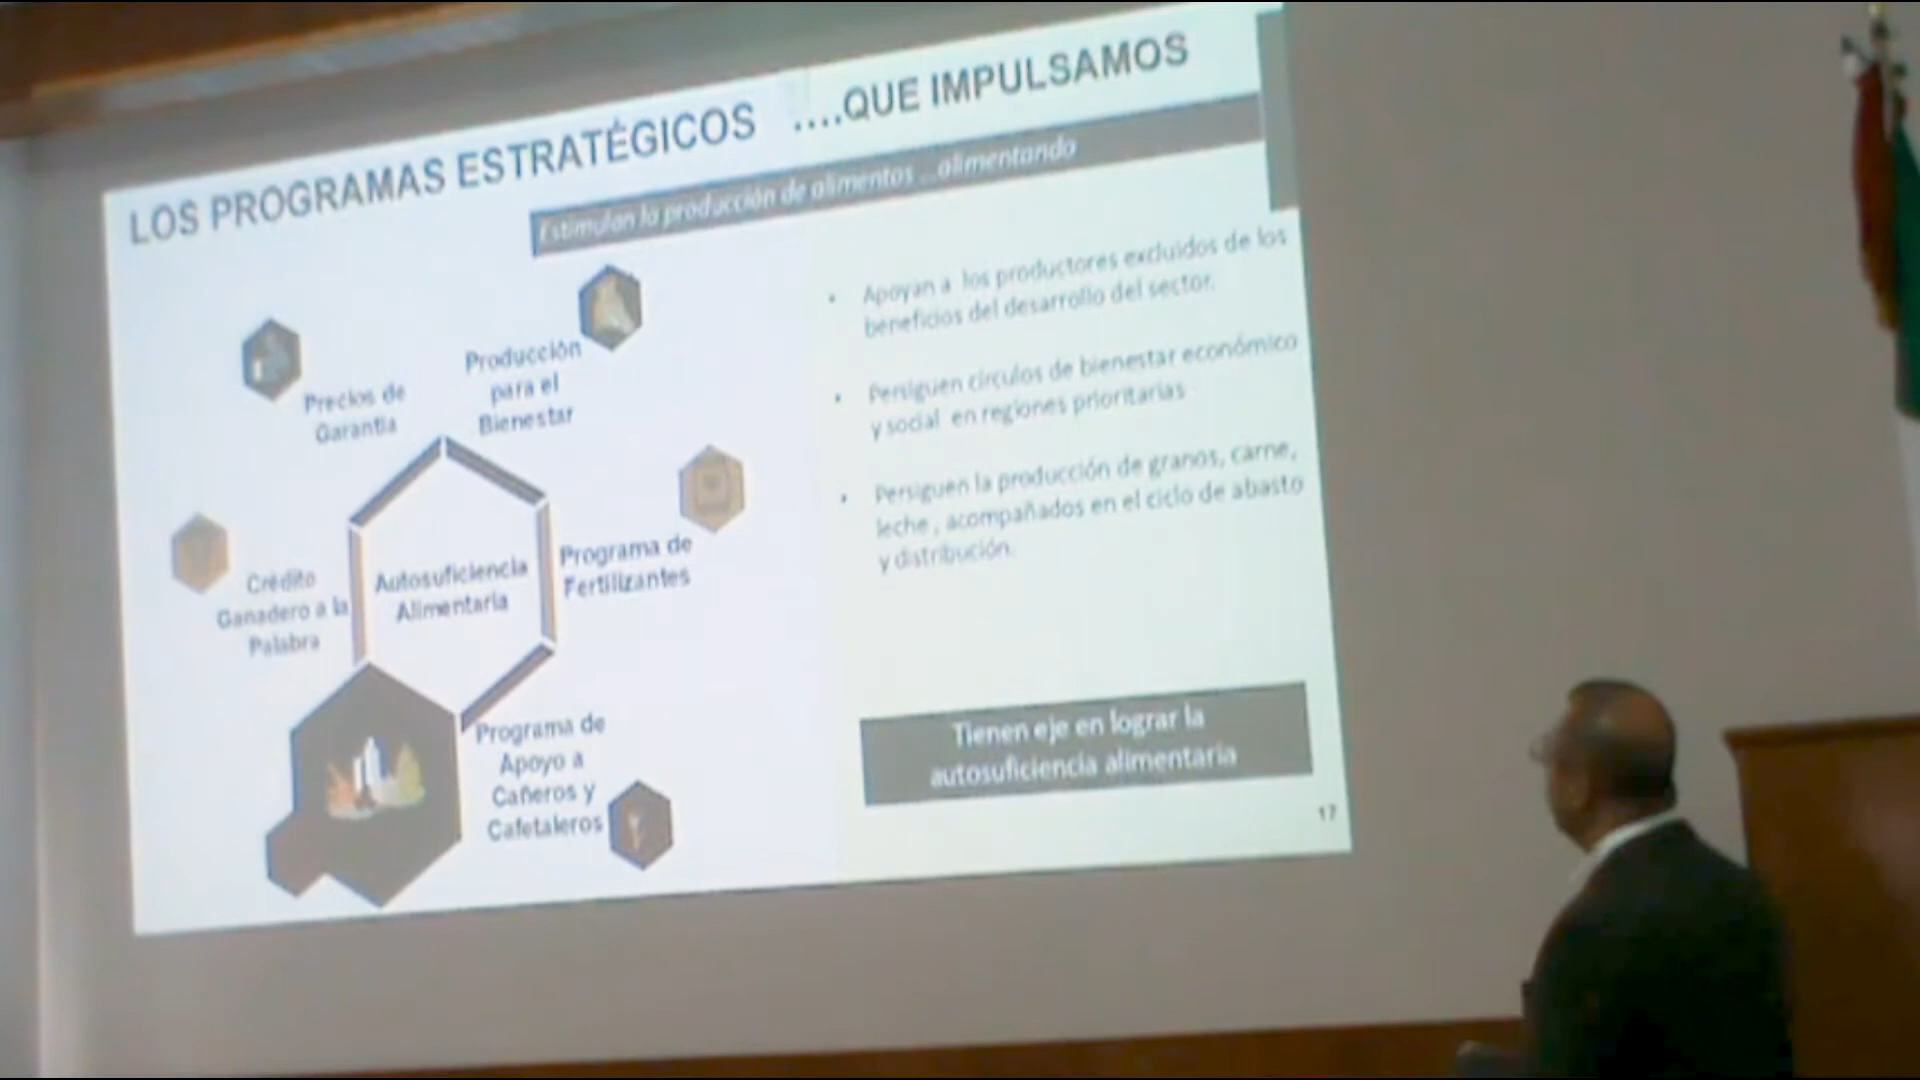 LOS PROGRAMAS ESTRATÉGICOS ....QUE IMPULSAMOS
Estimulan la producción de alimentos ...alimentando
Precios de
Garantía
Producción
para el
Bienestar
Crédito
Ganadero a la
Palabra
Autosuficiencia
Alimentaria
Programa de
Fertilizantes
Programa de
Apoyo a
Cañeros y
Cafetaleros
• Apoyan a los productores excluidos de los
beneficios del desarrollo del sector.
• Persiguen círculos de bienestar económico
y social en regiones prioritarias
• Persiguen la producción de granos, carne,
leche , acompañados en el ciclo de abasto
y distribución.
Tienen eje en lograr la
autosuficiencia alimentaria
17